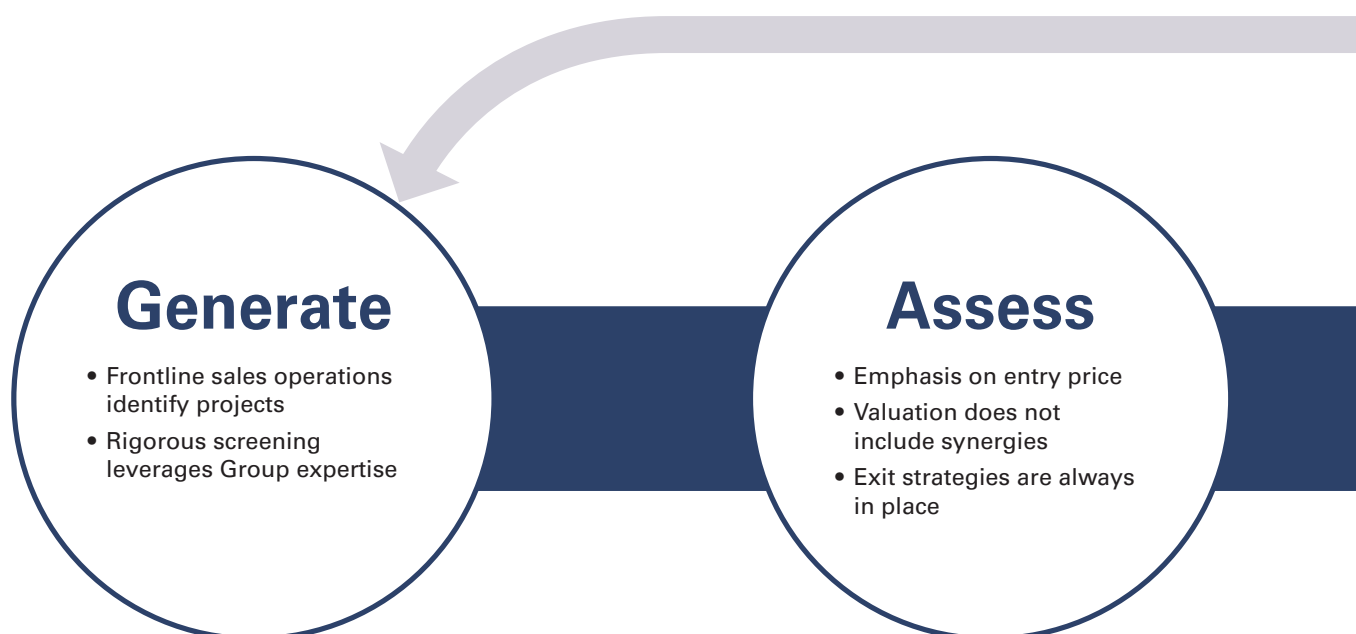 Generate
• Frontline sales operations
identify projects
• Rigorous screening
leverages Group expertise
Assess
• Emphasis on entry price
• Valuation does not
include synergies
• Exit strategies are always
in place